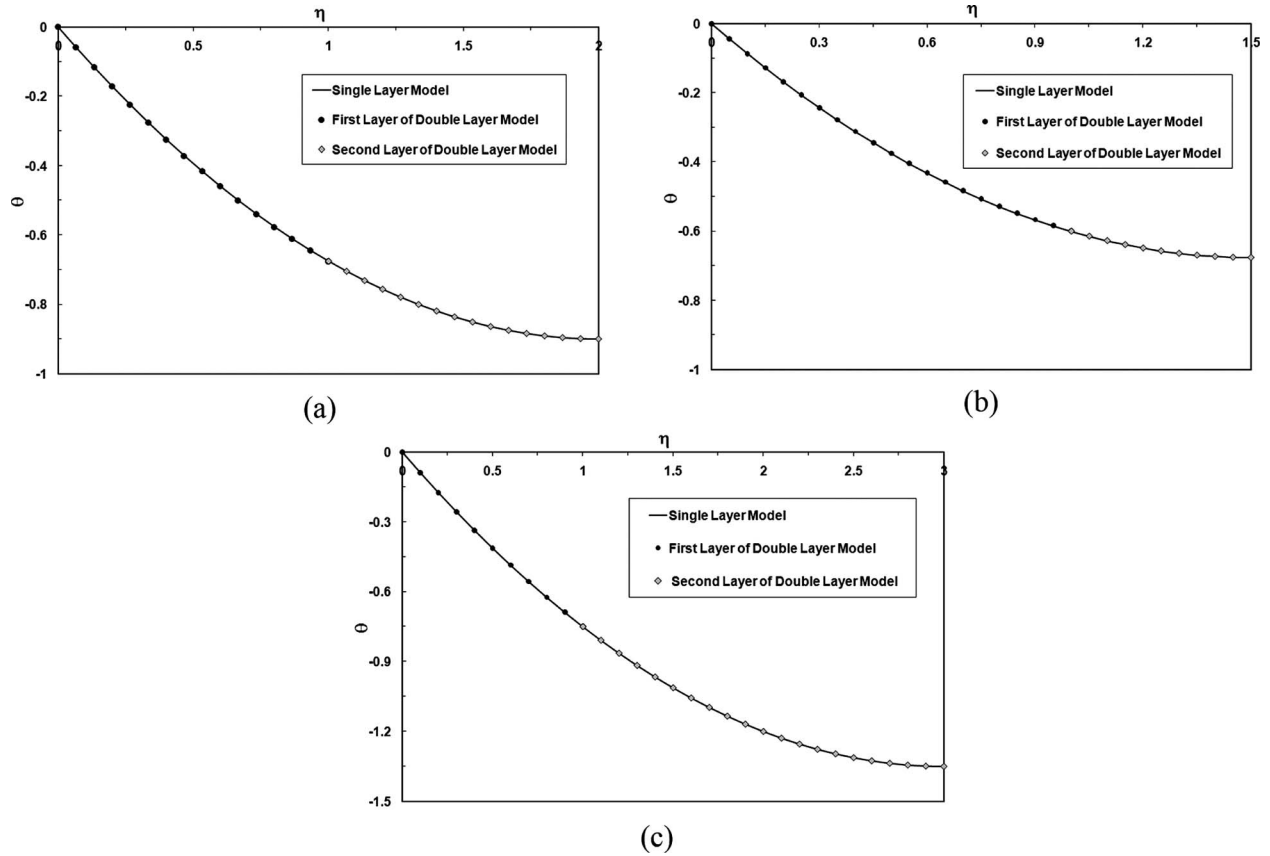 η
0
0 0.5 1 1.5 2
-0.2
-0.4
-0.6
-0.8
-1
θ
Single Layer Model
First Layer of Double Layer Model
Second Layer of Double Layer Model
(a)
η
0
0 0.3 0.6 0.9 1.2 1.5
-0.2
-0.4
-0.6
-0.8
-1
θ
Single Layer Model
First Layer of Double Layer Model
Second Layer of Double Layer Model
(b)
η
0
0 0.5 1 1.5 2 2.5 3
-0.3
-0.6
-0.9
-1.2
-1.5
θ
Single Layer Model
First Layer of Double Layer Model
Second Layer of Double Layer Model
(c)